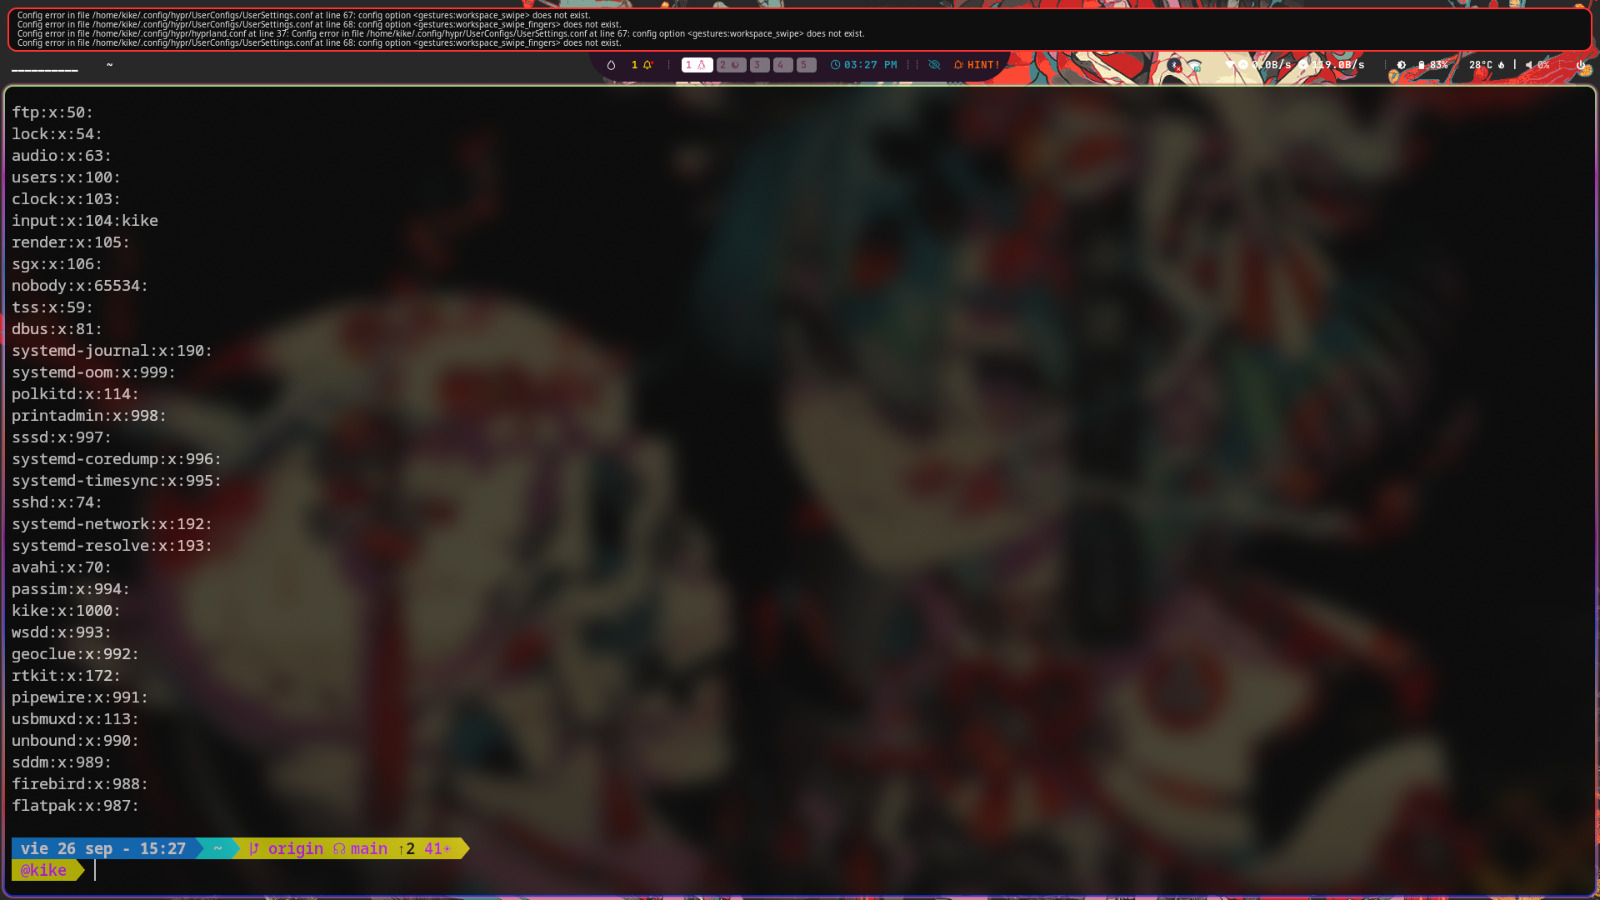 Config error in file /home/kike/.config/hypr/UserConfigs/UserSettings.conf at line 67: config option <gestures:workspace_swipe> does not exist.
Config error in file /home/kike/.config/hypr/UserConfigs/UserSettings.conf at line 68: config option <gestures:workspace_swipe_fingers> does not exist.
Config error in file /home/kike/.config/hypr/hyprland.conf at line 37: Config error in file /home/kike/.config/hypr/UserConfigs/UserSettings.conf at line 67: config option <gestures:workspace_swipe> does not exist.
Config error in file /home/kike/.config/hypr/UserConfigs/UserSettings.conf at line 68: config option <gestures:workspace_swipe_fingers> does not exist.
~ 1 1 2 3 4 5 03:27 PM HINT! 83% 28°C 0%
ftp:x:50:
lock:x:54:
audio:x:63:
users:x:100:
clock:x:103:
input:x:104:kike
render:x:105:
sgx:x:106:
nobody:x:65534:
tss:x:59:
dbus:x:81:
systemd-journal:x:190:
systemd-oom:x:999:
polkitd:x:114:
printadmin:x:998:
sssd:x:997:
systemd-coredump:x:996:
systemd-timesync:x:995:
sshd:x:74:
systemd-network:x:192:
systemd-resolve:x:193:
avahi:x:70:
passim:x:994:
kike:x:1000:
wsdd:x:993:
geoclue:x:992:
rtkit:x:172:
pipewire:x:991:
usbmuxd:x:113:
unbound:x:990:
sddm:x:989:
firebird:x:988:
flatpak:x:987:
vie 26 sep - 15:27 ~ origin main ↑2 41
@kike